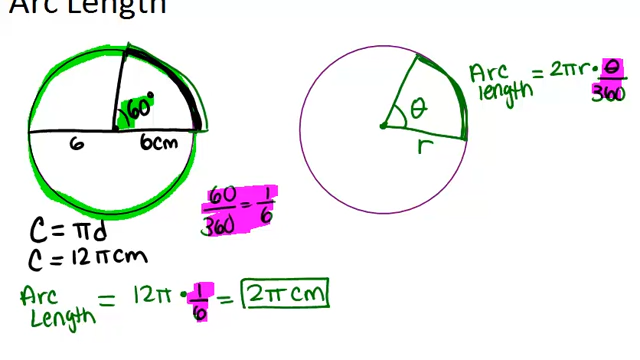 Arc Length
60°
6
6cm
C = πd
C = 12π cm
60/360 = 1/6
Arc Length = 12π · 1/6 = 2π cm
θ
r
Arc length = 2πr · θ/360